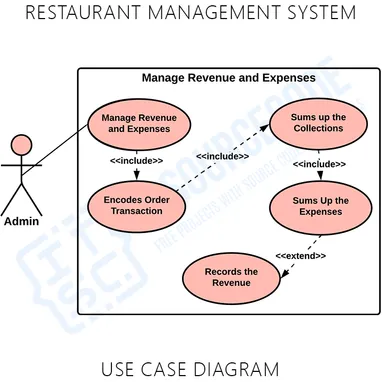 RESTAURANT MANAGEMENT SYSTEM
Manage Revenue and Expenses
Manage Revenue
and Expenses
Sums up the
Collections
<<include>>
<<include>>
<<include>>
Encodes Order
Transaction
Sums Up the
Expenses
Admin
<<extend>>
Records the
Revenue
USE CASE DIAGRAM